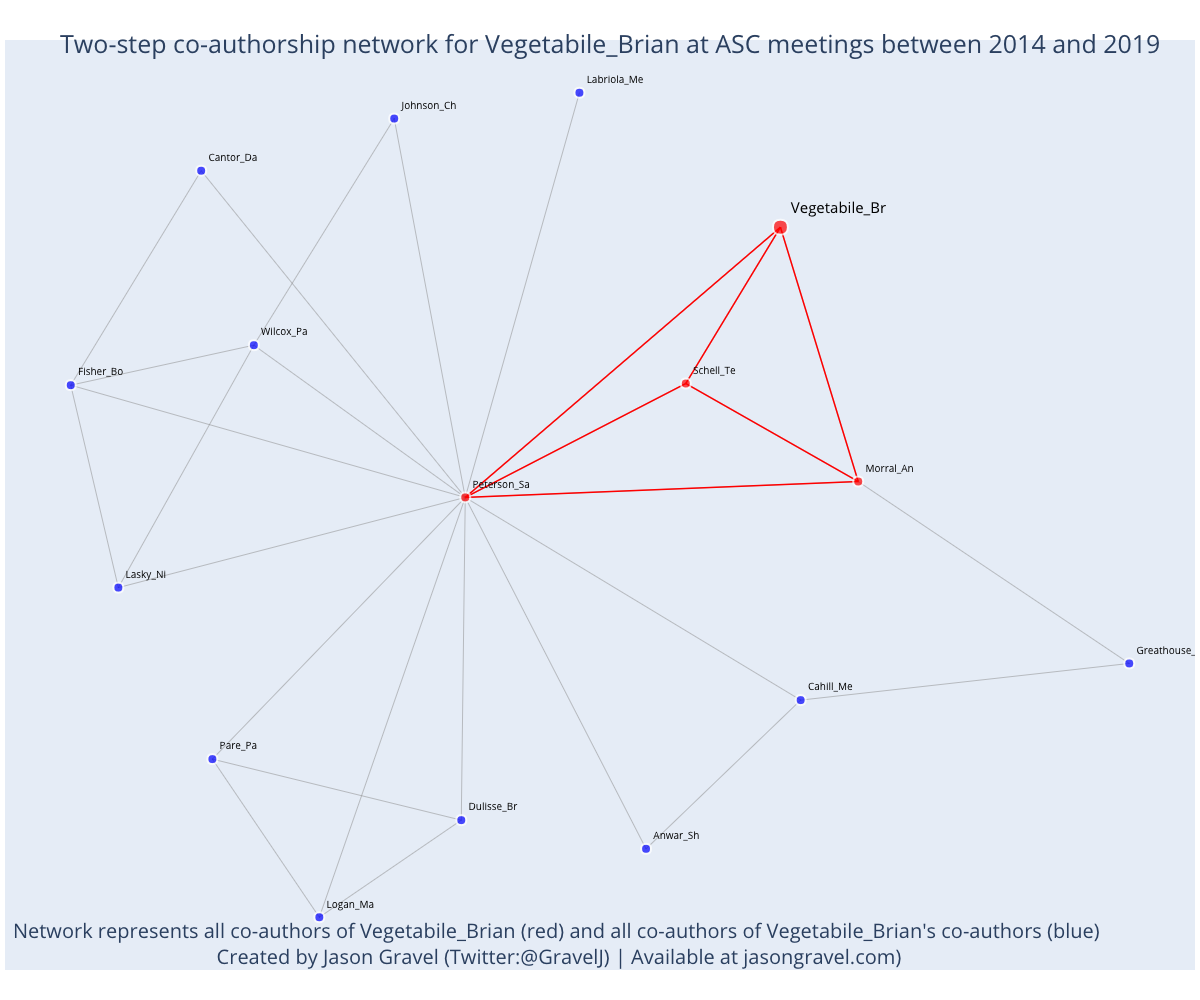 Two-step co-authorship network for Vegetabile_Brian at ASC meetings between 2014 and 2019
Labriola_Me
Johnson_Ch
Cantor_Da
Vegetabile_Br
Wilcox_Pa
Fisher_Bo
Schell_Te
Morral_An
Peterson_Sa
Lasky_Ni
Greathouse_
Cahill_Me
Pare_Pa
Dulisse_Br
Anwar_Sh
Logan_Ma
Network represents all co-authors of Vegetabile_Brian (red) and all co-authors of Vegetabile_Brian's co-authors (blue)
Created by Jason Gravel (Twitter:@GravelJ) | Available at jasongravel.com)